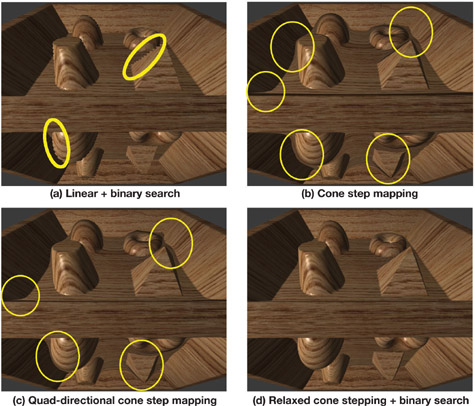 (a) Linear + binary search
(b) Cone step mapping
(c) Quad-directional cone step mapping
(d) Relaxed cone stepping + binary search